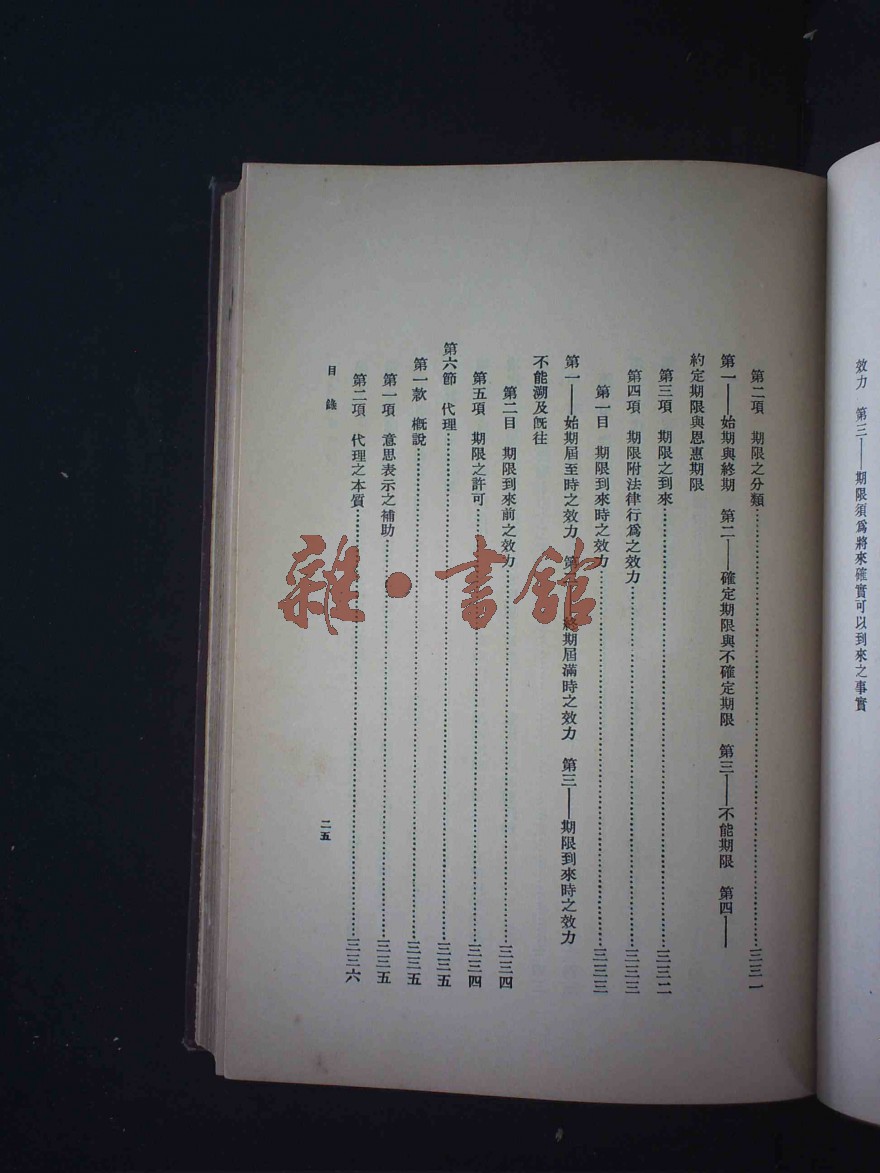 效力　第三——期限須爲將來確實可以到來之事實
第二項　期限之分類……三三一
第一——始期與終期　第二——確定期限與不確定期限　第三——不能期限　第四——
約定期限與恩惠期限
第三項　期限之到來……三三二
第四項　期限附法律行爲之效力……三三三
第一目　期限到來時之效力……三三三
第一——始期屆至時之效力　第二——終期屆滿時之效力　第三——期限到來時之效力
不能溯及旣往
第二目　期限到來前之效力……三三四
第五項　期限之許可……三三四
第六節　代理……三三五
第一款　概說……三三五
第一項　意思表示之補助……三三五
第二項　代理之本質……三三六
目錄
二五
雜·書館